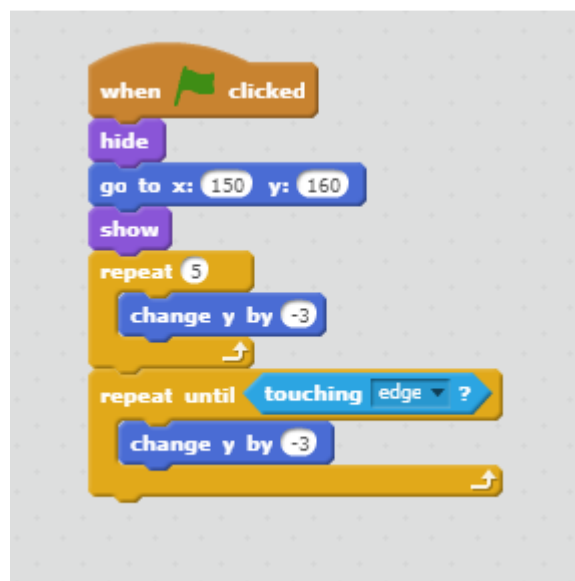 when clicked
hide
go to x: 150 y: 160
show
repeat 5
change y by -3
repeat until touching edge ?
change y by -3